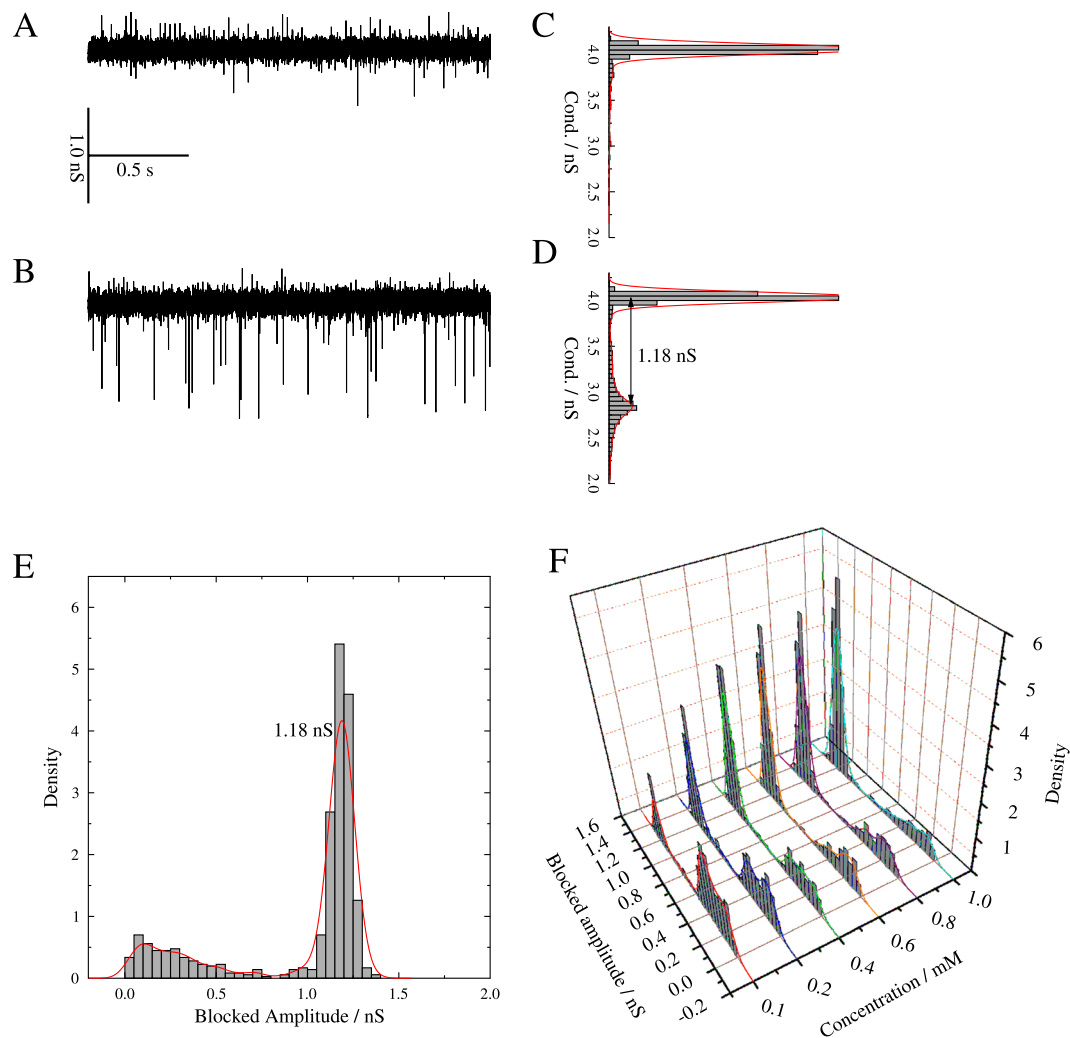 A
1.0 nS
0.5 s
B
C
4.0
3.5
3.0
2.5
2.0
Cond. / nS
D
4.0
3.5
3.0
2.5
2.0
Cond. / nS
1.18 nS
E
6
5
4
3
2
1
0
Density
1.18 nS
0.0 0.5 1.0 1.5 2.0
Blocked Amplitude / nS
F
6
5
4
3
2
1
Density
1.6
1.4
1.2
1.0
0.8
0.6
0.4
0.2
0.0
-0.2
Blocked amplitude / nS
0.1 0.2 0.4 0.6 0.8 1.0
Concentration / mM